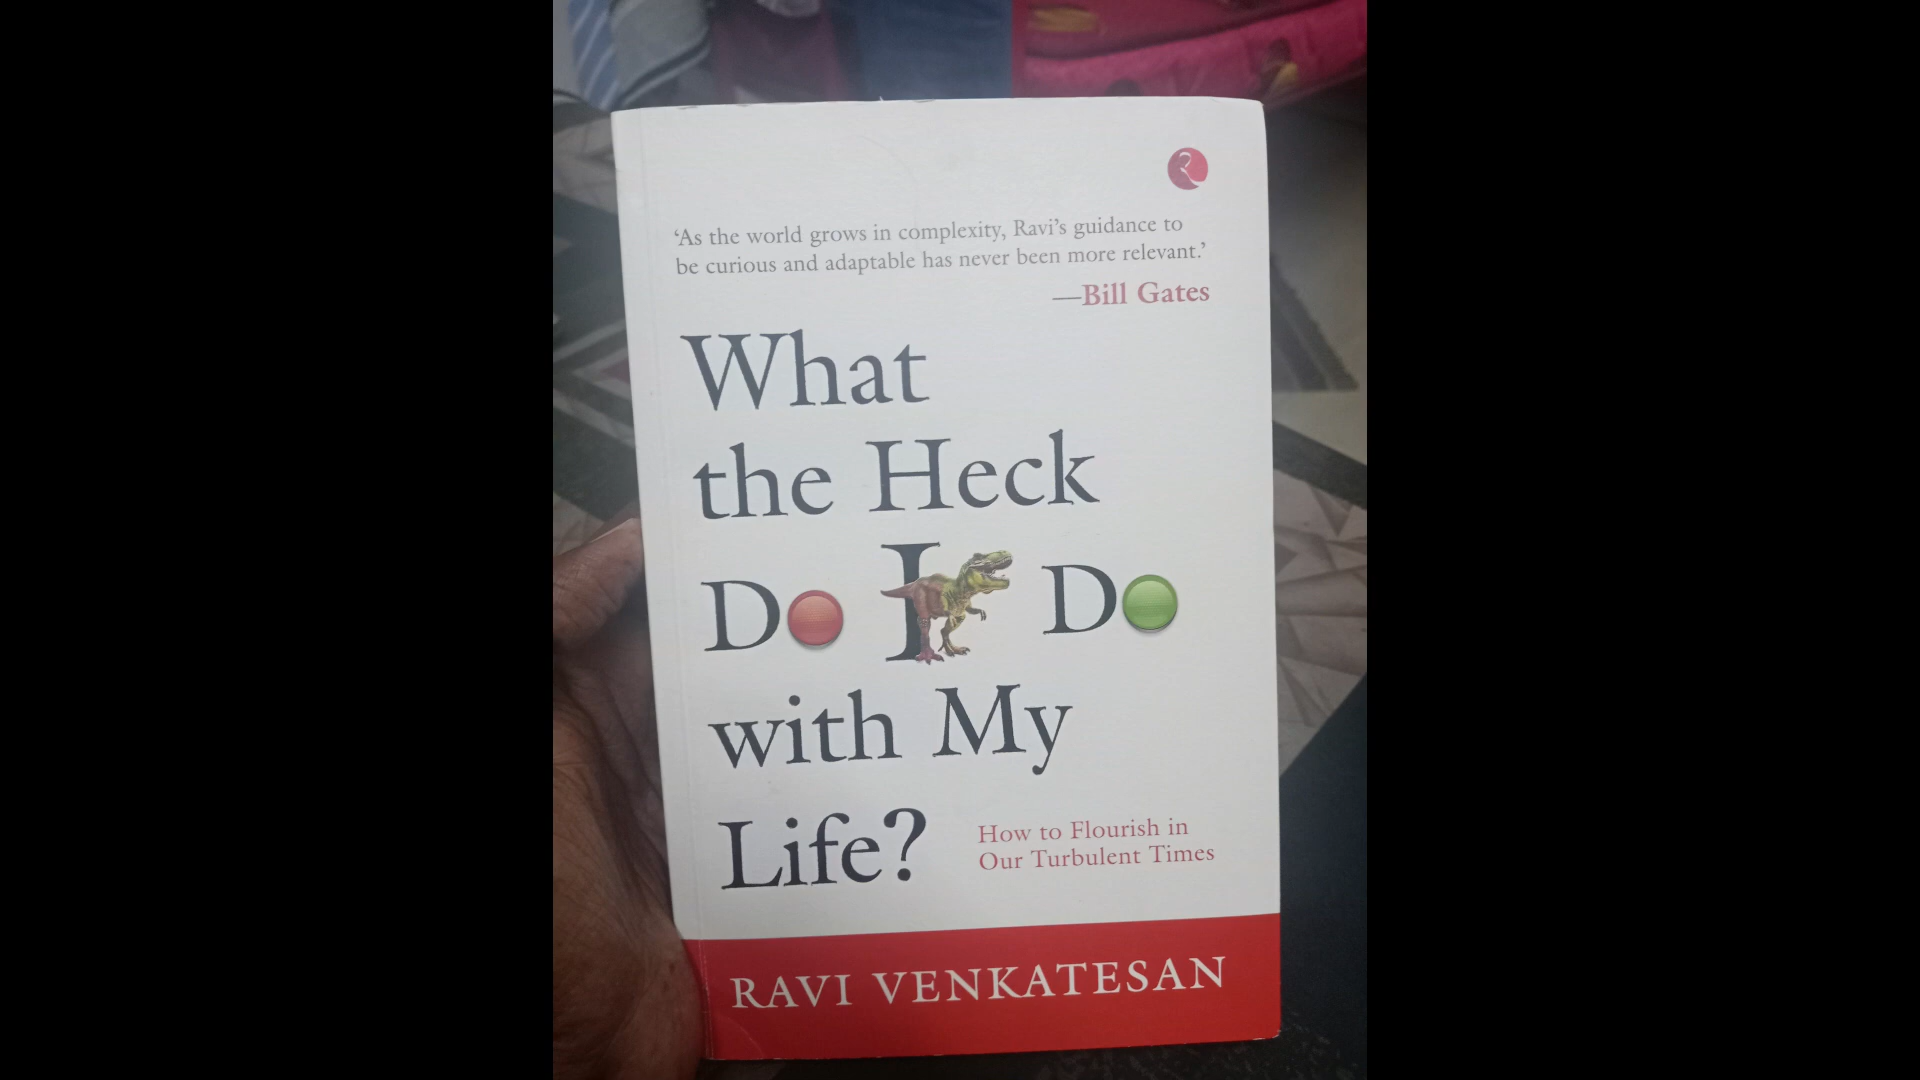 ‘As the world grows in complexity, Ravi’s guidance to
be curious and adaptable has never been more relevant.’
—Bill Gates
What
the Heck
Do I Do
with My
Life?
How to Flourish in
Our Turbulent Times
RAVI VENKATESAN